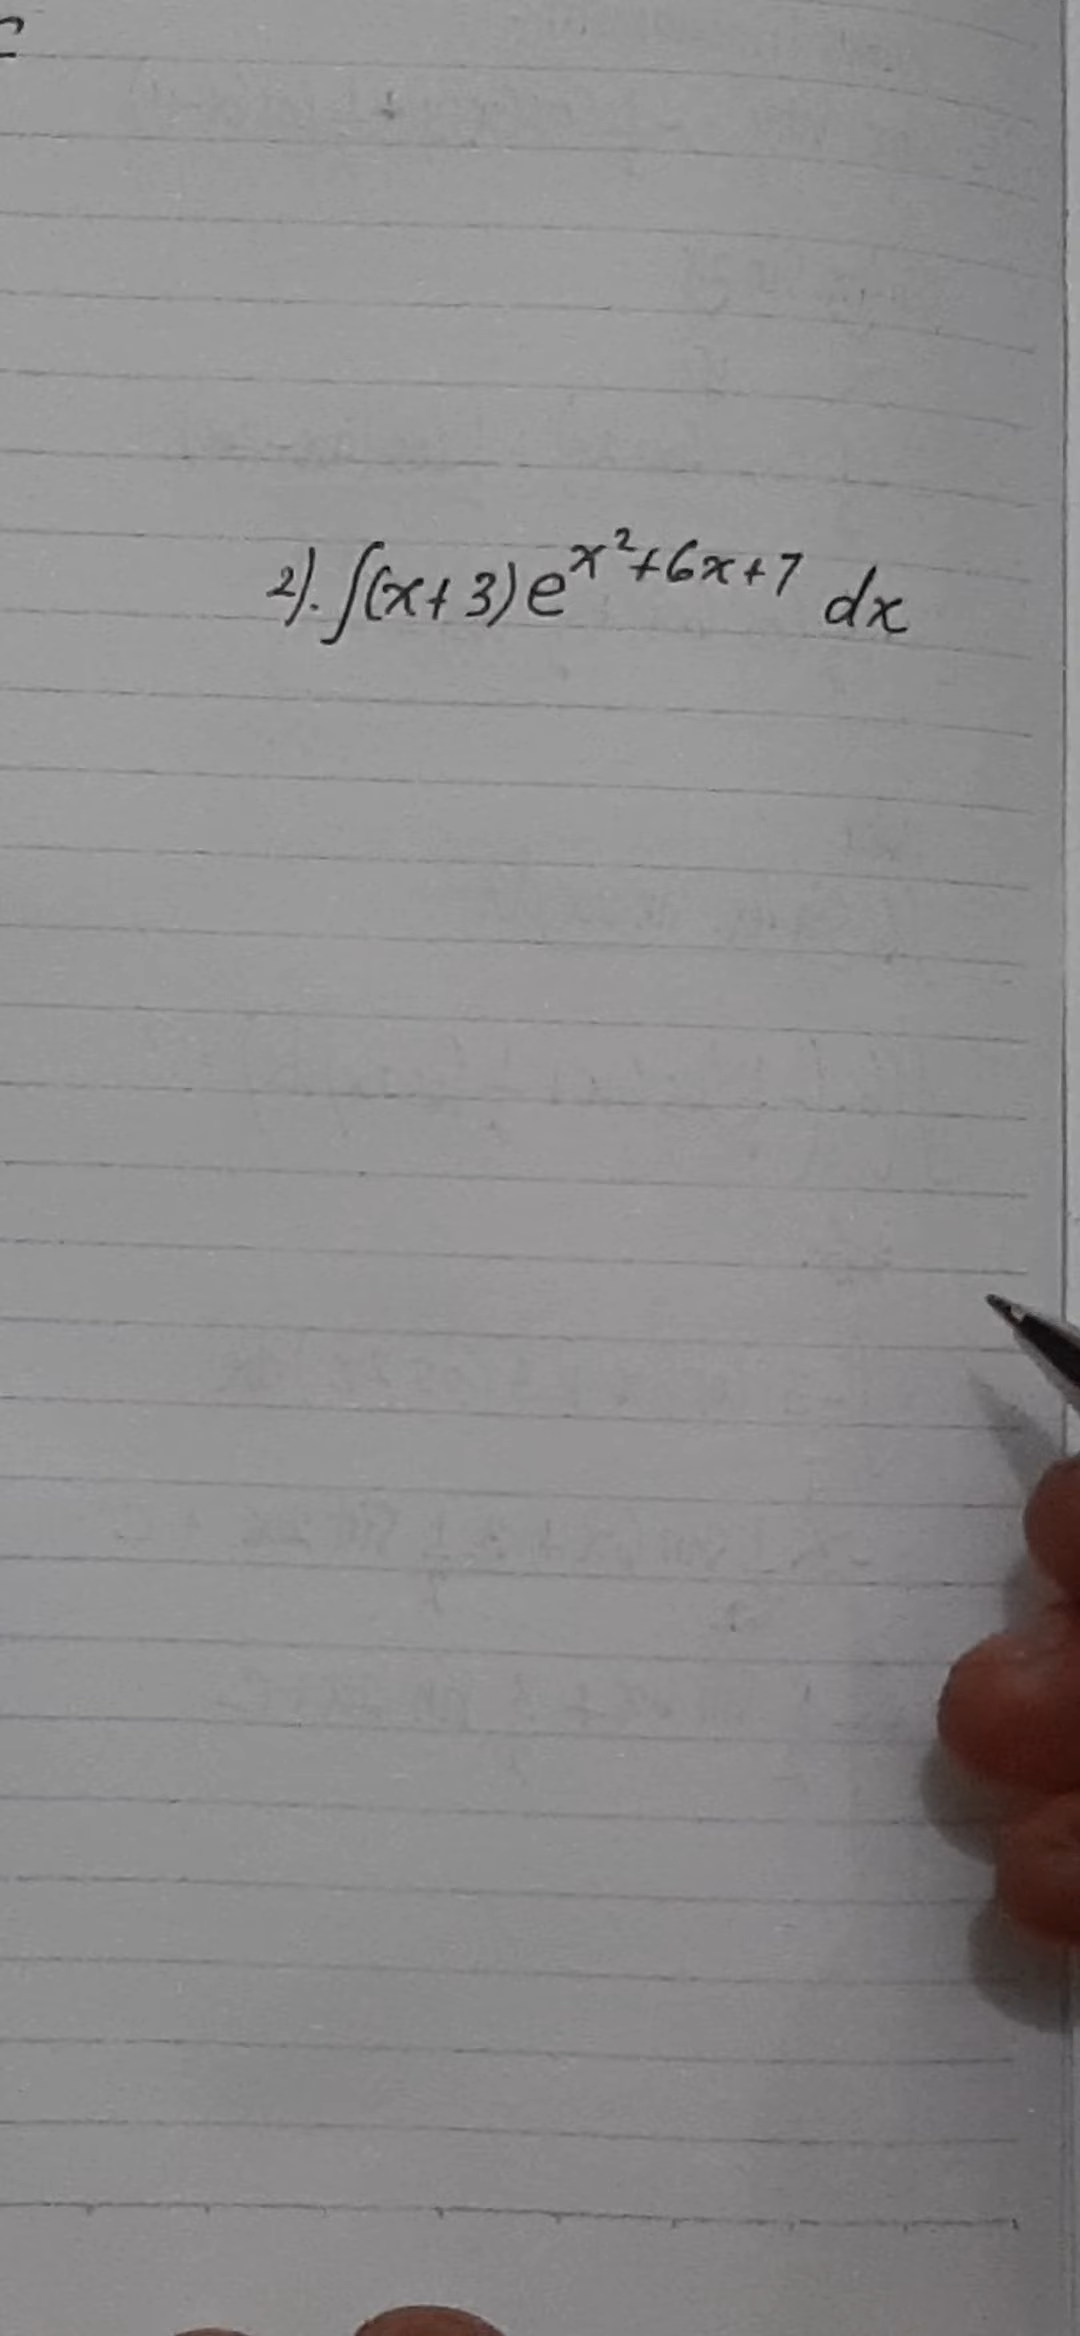 2). ∫(x+3) e^{x²+6x+7} dx